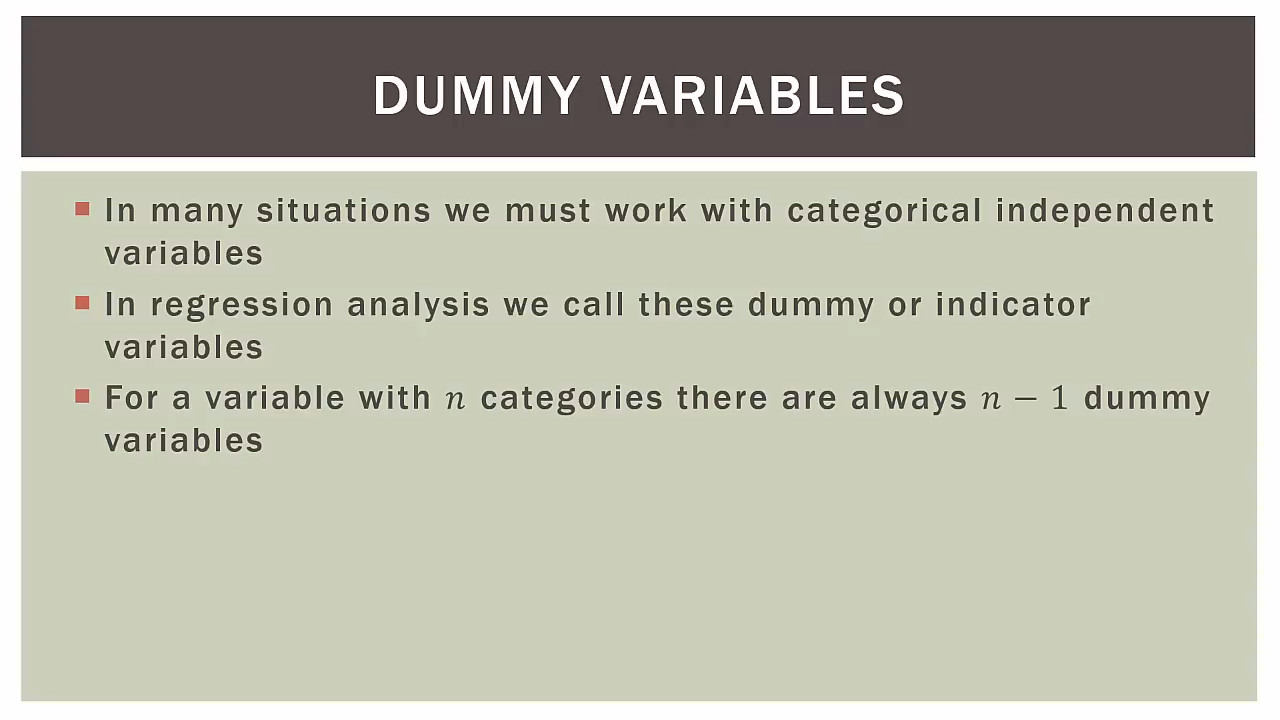 DUMMY VARIABLES
In many situations we must work with categorical independent
variables
In regression analysis we call these dummy or indicator
variables
For a variable with n categories there are always n − 1 dummy
variables